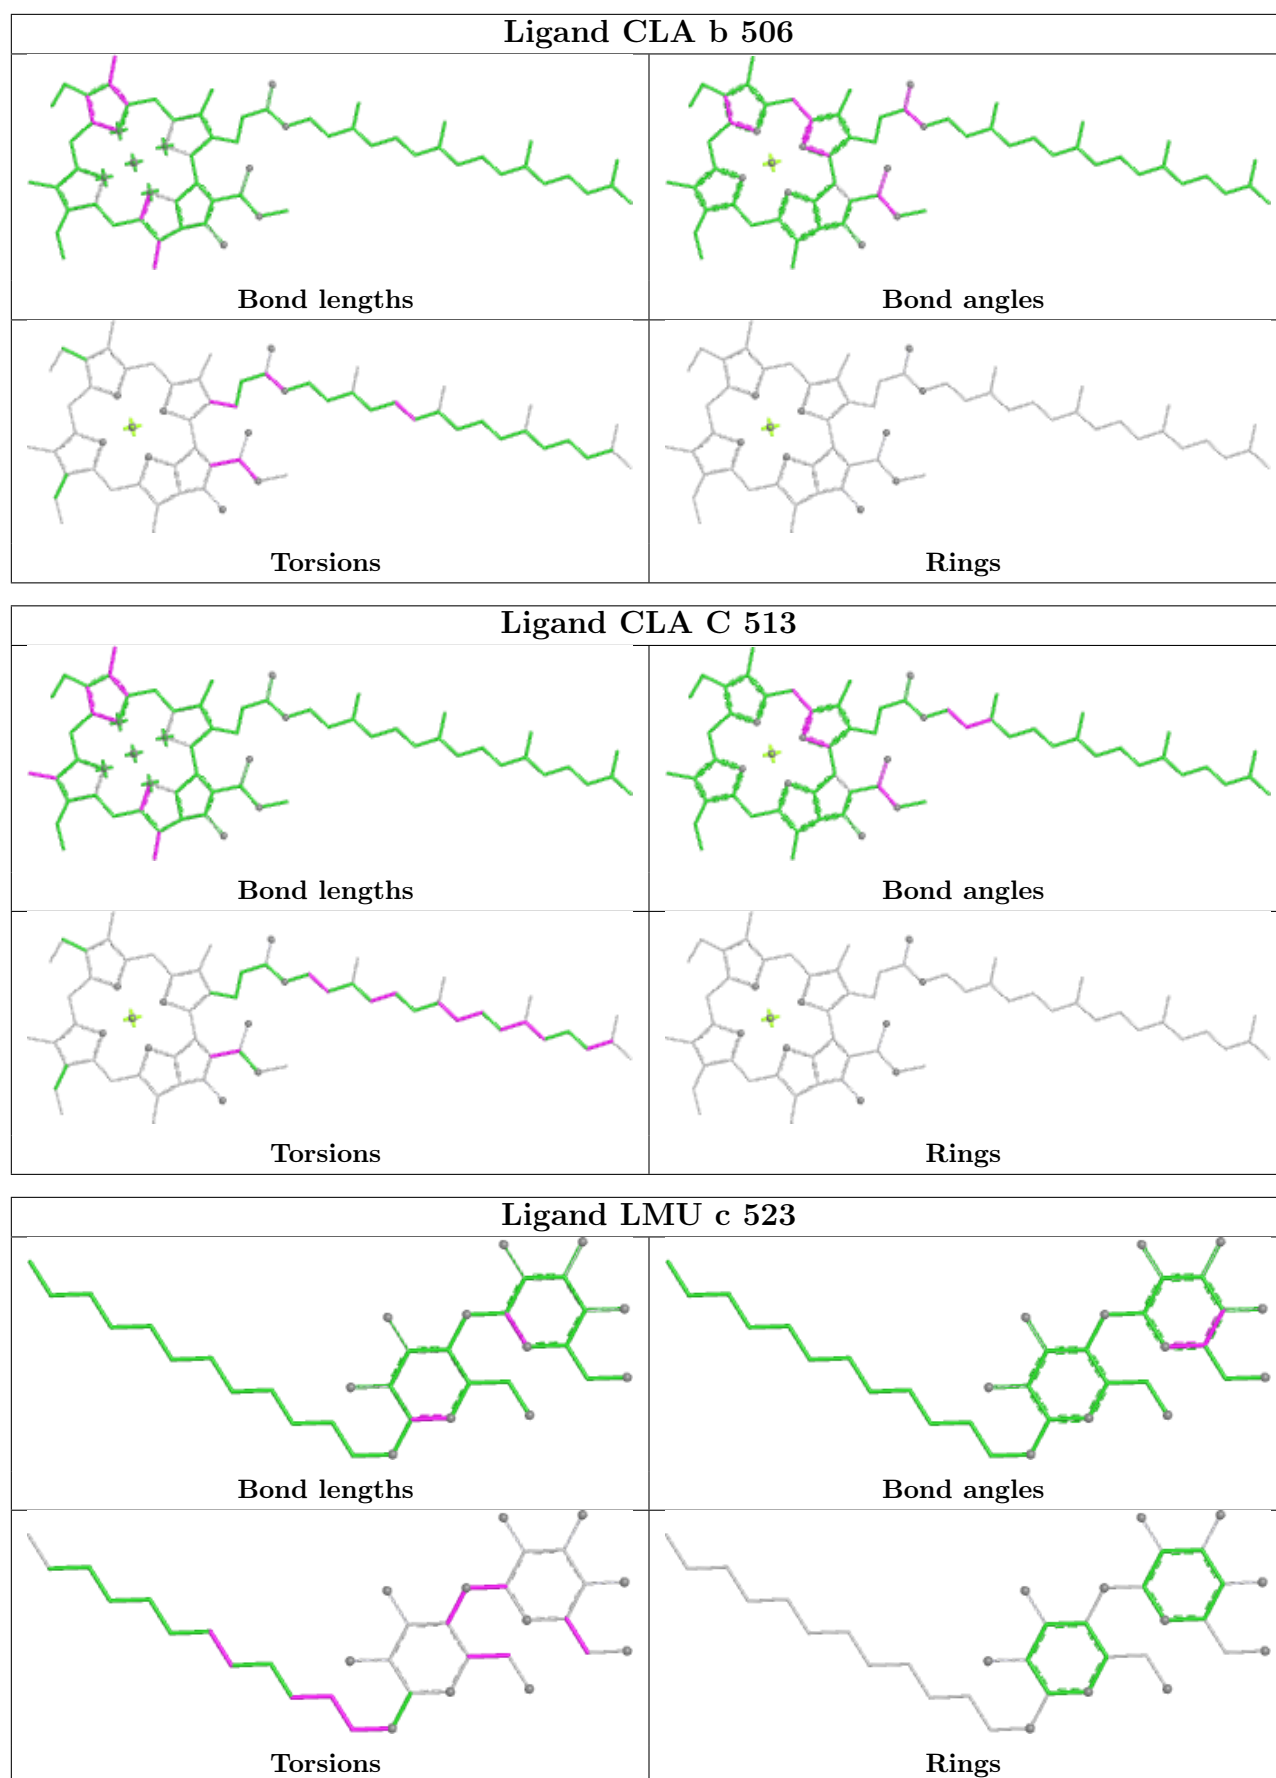 Ligand CLA b 506
Bond lengths
Bond angles
Torsions
Rings
Ligand CLA C 513
Bond lengths
Bond angles
Torsions
Rings
Ligand LMU c 523
Bond lengths
Bond angles
Torsions
Rings